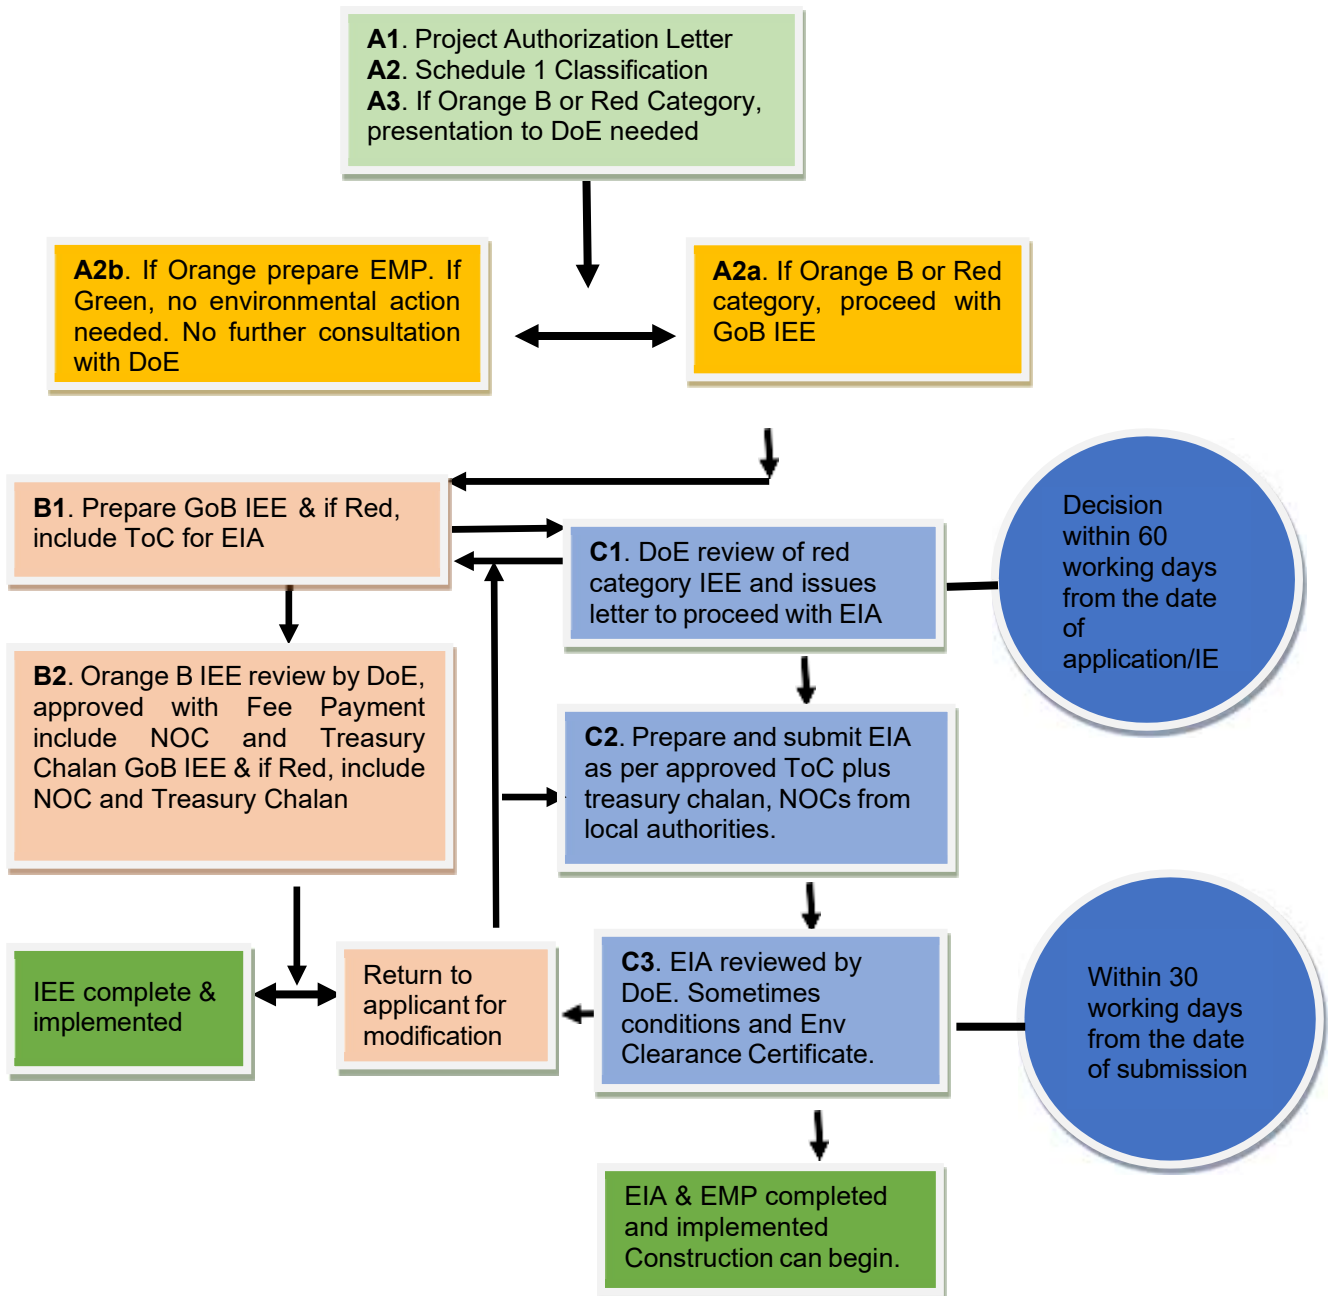 A1. Project Authorization Letter
A2. Schedule 1 Classification
A3. If Orange B or Red Category,
presentation to DoE needed
A2b. If Orange prepare EMP. If
Green, no environmental action
needed. No further consultation
with DoE
A2a. If Orange B or Red
category, proceed with
GoB IEE
B1. Prepare GoB IEE & if Red,
include ToC for EIA
C1. DoE review of red
category IEE and issues
letter to proceed with EIA
Decision
within 60
working days
from the date
of
application/IE
B2. Orange B IEE review by DoE,
approved with Fee Payment
include NOC and Treasury
Chalan GoB IEE & if Red, include
NOC and Treasury Chalan
C2. Prepare and submit EIA
as per approved ToC plus
treasury chalan, NOCs from
local authorities.
IEE complete &
implemented
Return to
applicant for
modification
C3. EIA reviewed by
DoE. Sometimes
conditions and Env
Clearance Certificate.
Within 30
working days
from the date
of submission
EIA & EMP completed
and implemented
Construction can begin.